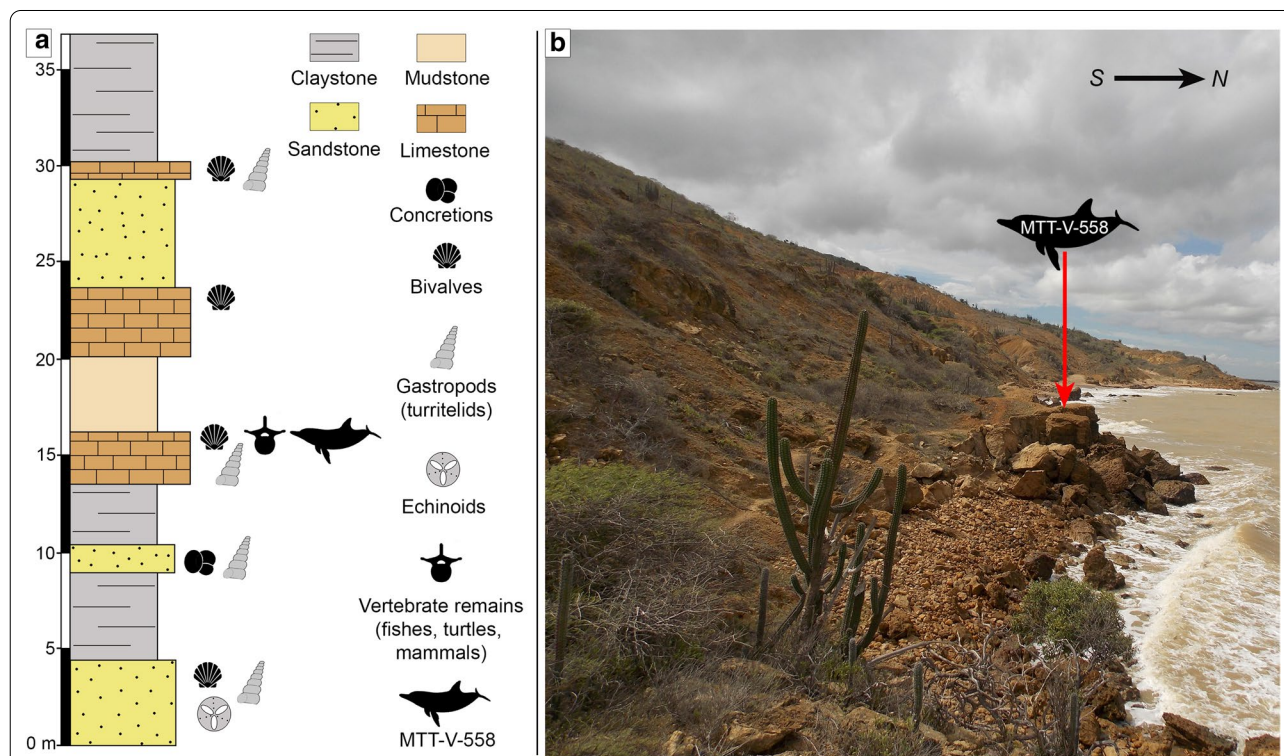 a
35
30
25
20
15
10
5
0 m
Claystone
Mudstone
Sandstone
Limestone
Concretions
Bivalves
Gastropods
(turritelids)
Echinoids
Vertebrate remains
(fishes, turtles,
mammals)
MTT-V-558
b
S N
MTT-V-558